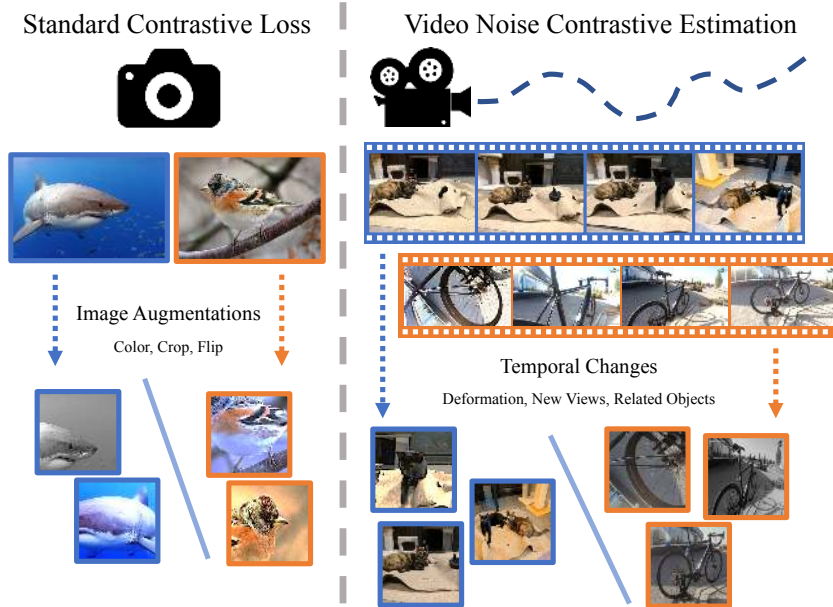 Standard Contrastive Loss
Video Noise Contrastive Estimation
Image Augmentations
Color, Crop, Flip
Temporal Changes
Deformation, New Views, Related Objects